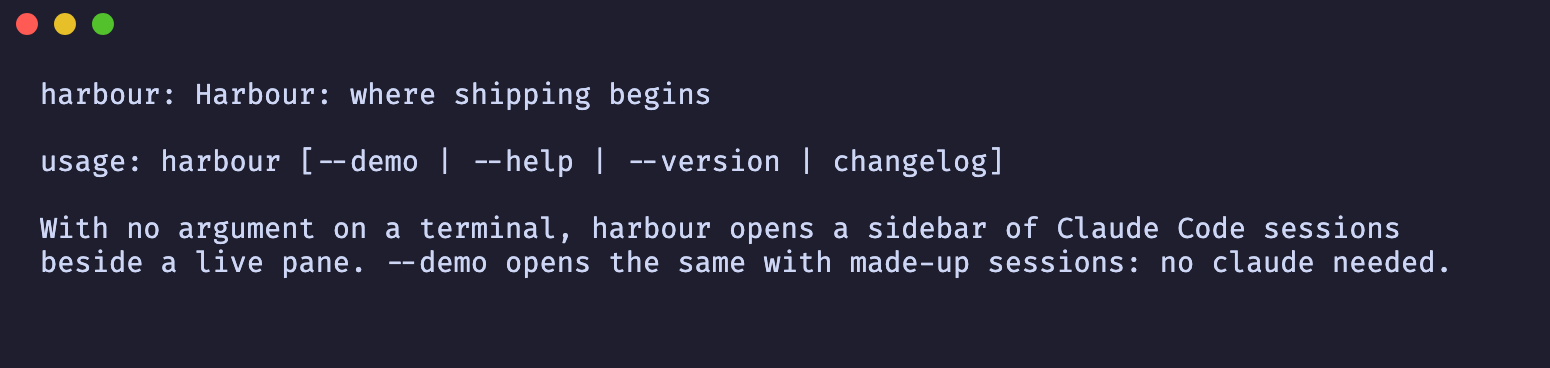 harbour: Harbour: where shipping begins
usage: harbour [--demo | --help | --version | changelog]
With no argument on a terminal, harbour opens a sidebar of Claude Code sessions
beside a live pane. --demo opens the same with made-up sessions: no claude needed.